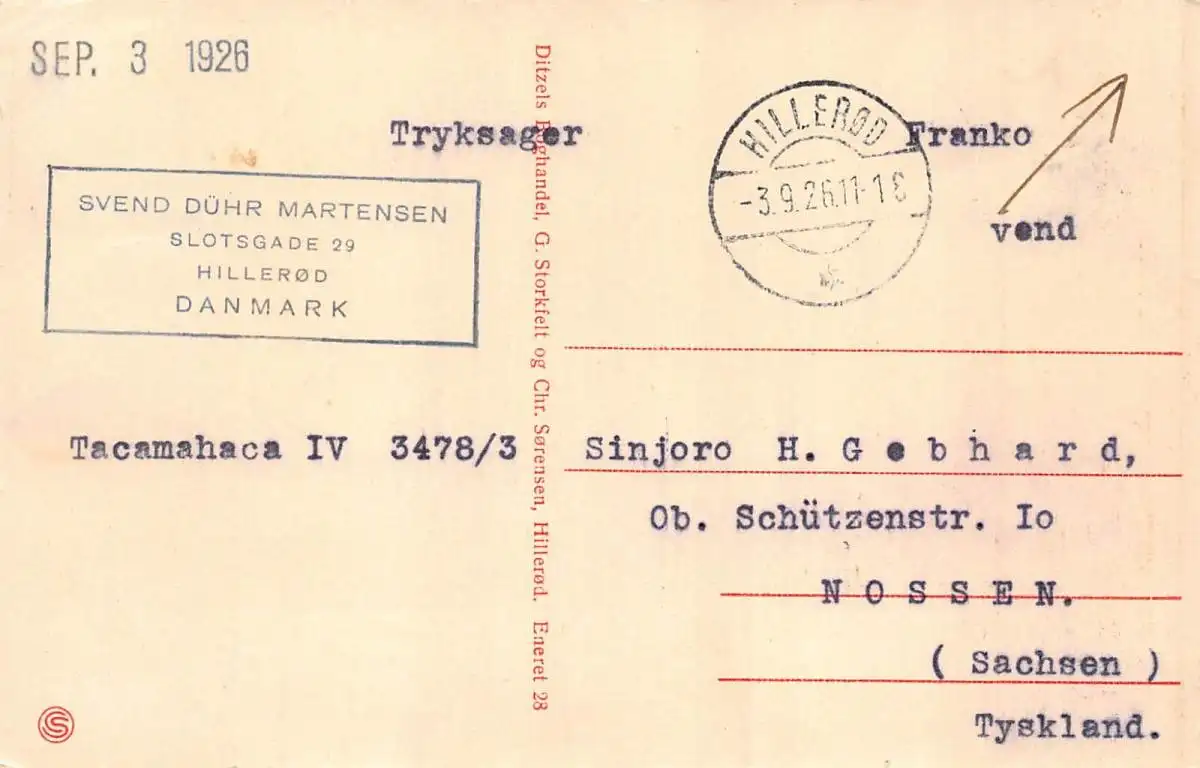 SEP. 3 1926
Tryksager
SVEND DÜHR MARTENSEN
SLOTSGADE 29
HILLERØD
DANMARK
Tacamahaca IV 3478/3
Ditzels Boghandel, G. Storkfelt og Chr. Sørensen, Hillerød. Eneret 28
HILLERØD
-3.9.26.11-1
Franko
vend
Sinjoro H. Gebhard,
Ob. Schützenstr. Io
NOSSEN.
( Sachsen )
Tyskland.
S